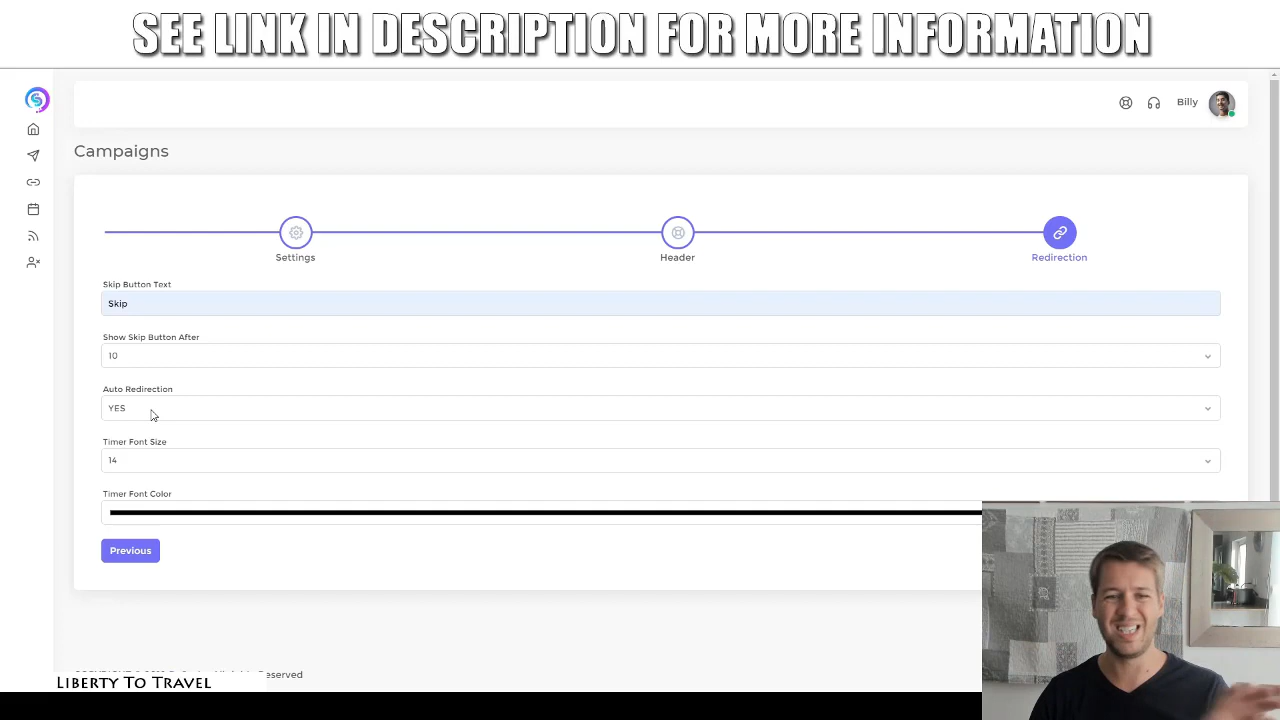 SEE LINK IN DESCRIPTION FOR MORE INFORMATION
Billy
Campaigns
Settings
Header
Redirection
Skip Button Text
Skip
Show Skip Button After
10
Auto Redirection
YES
Timer Font Size
14
Timer Font Color
Previous
Reserved
LIBERTY TO TRAVEL